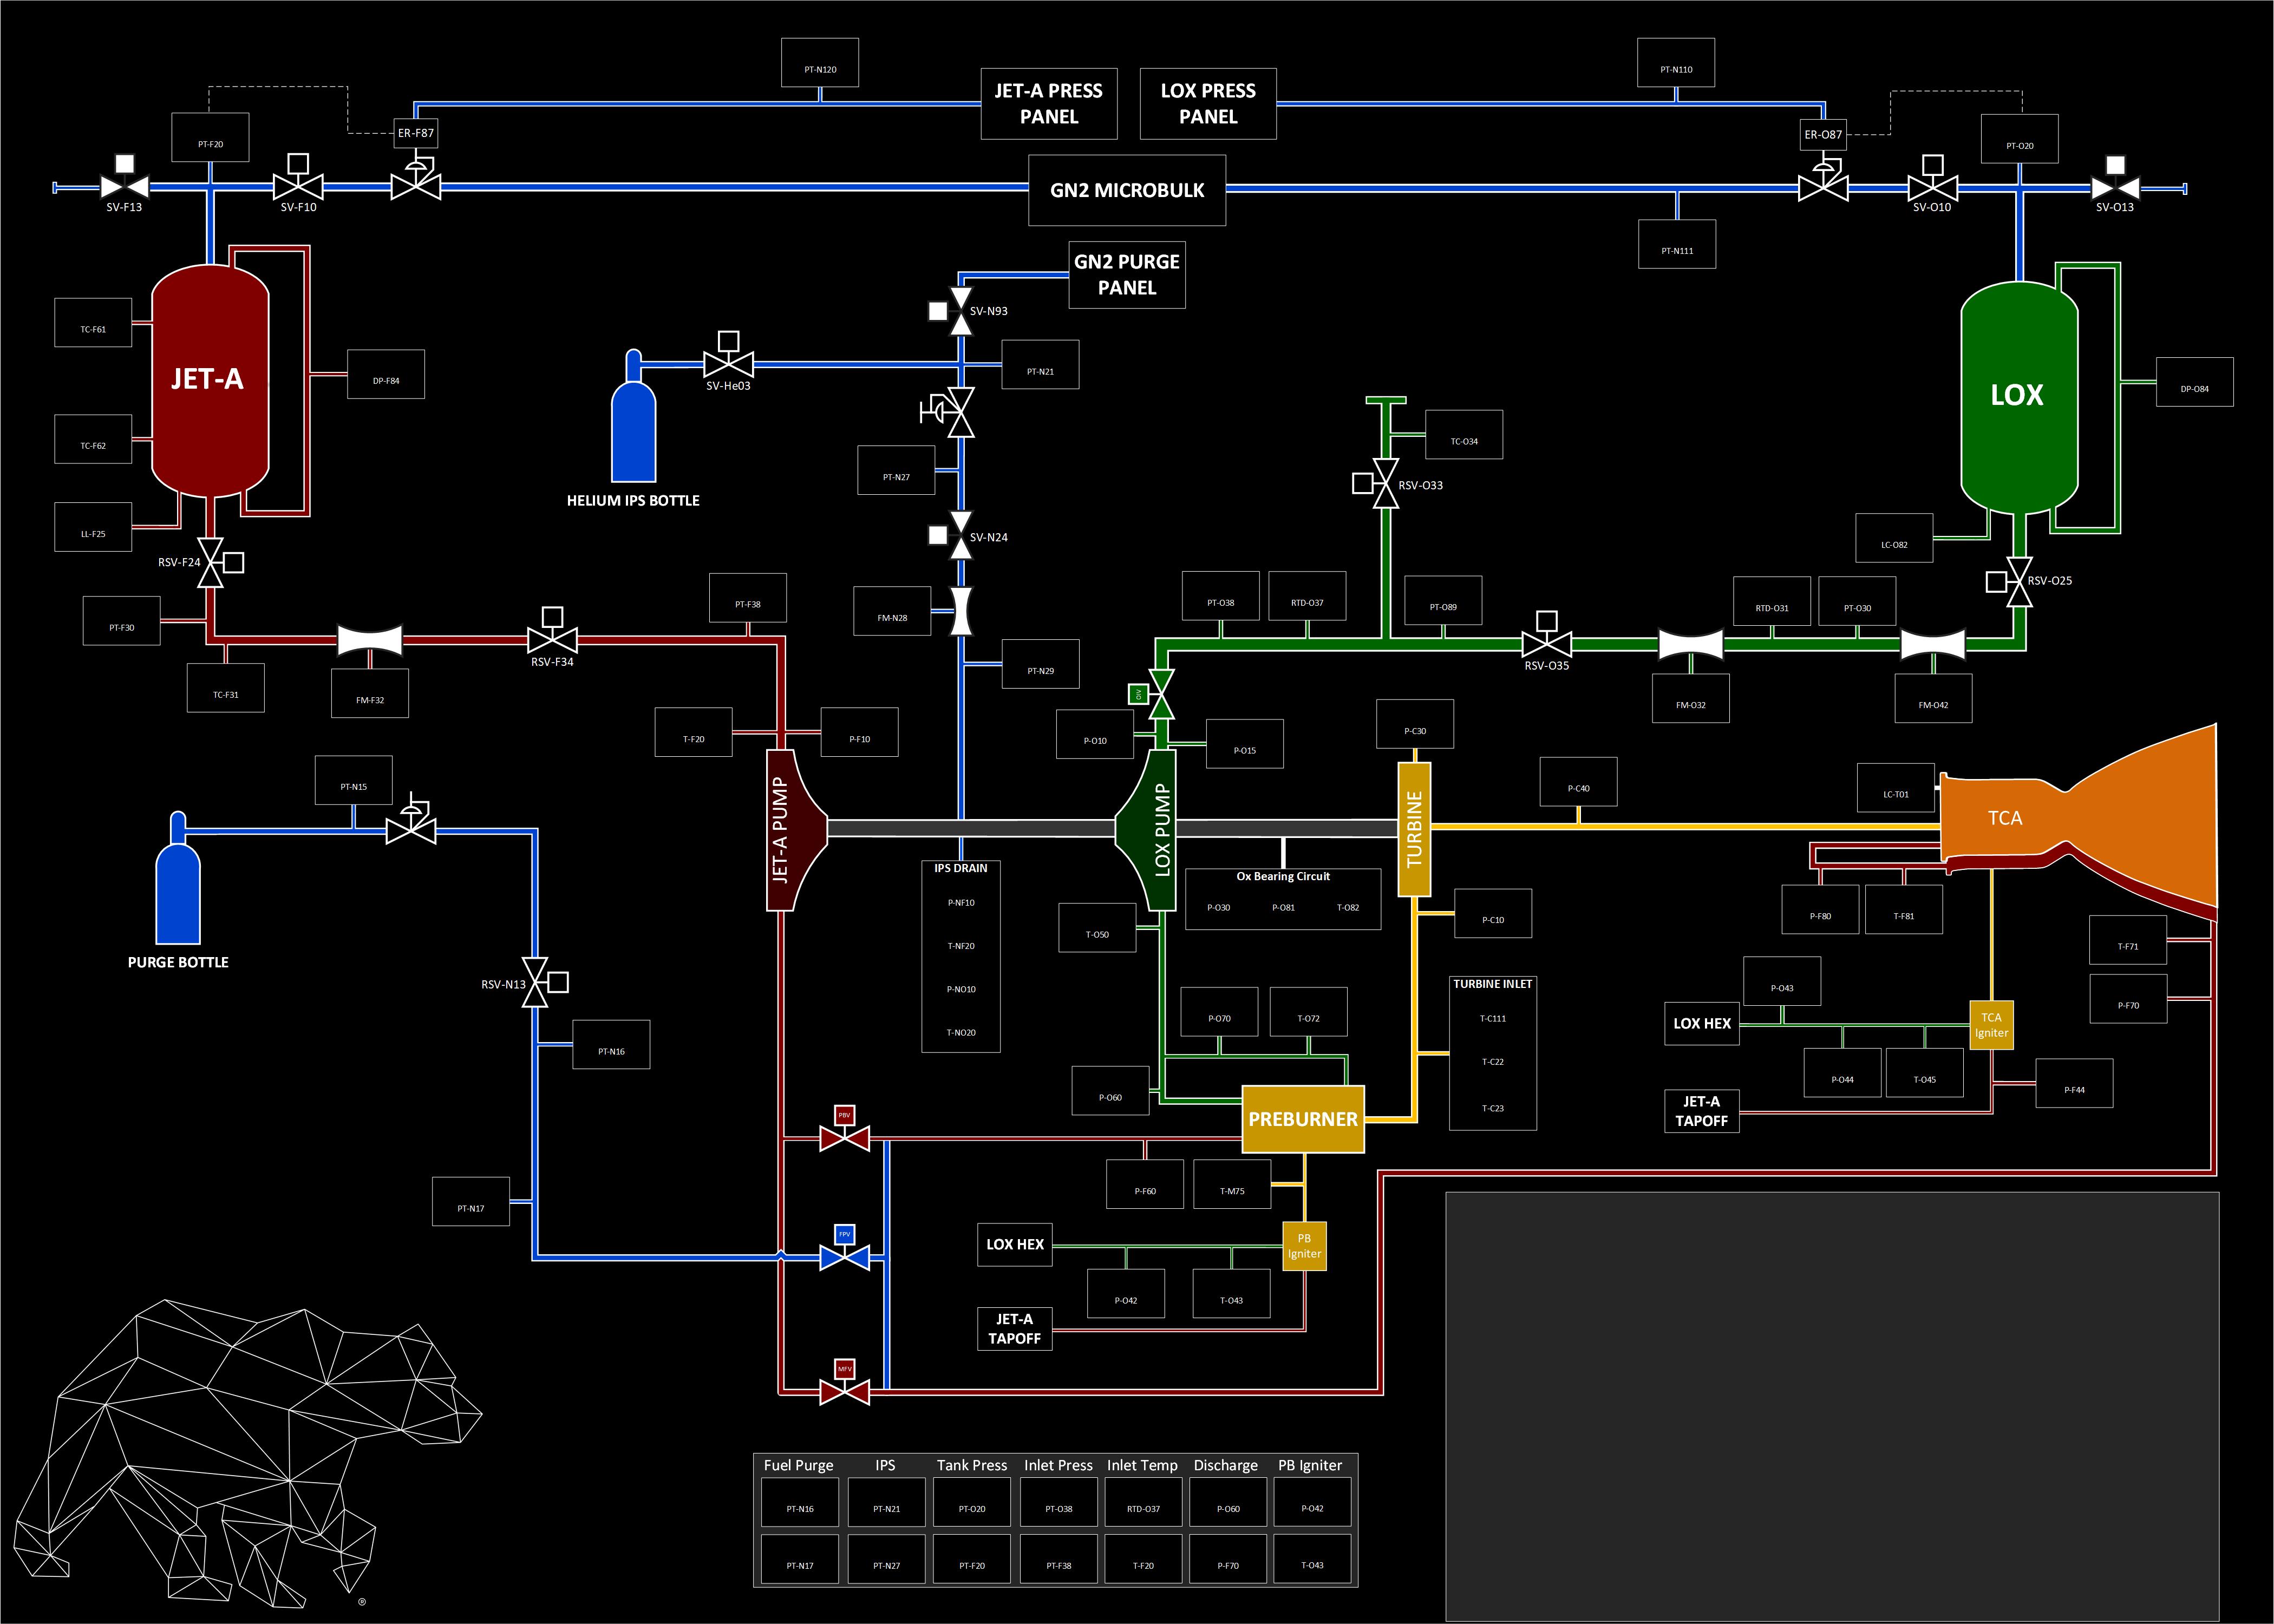 PT-N120
JET-A PRESS
PANEL
LOX PRESS
PANEL
PT-N110
PT-F20
ER-F87
ER-O87
PT-O20
SV-F13
SV-F10
GN2 MICROBULK
SV-O10
SV-O13
PT-N111
GN2 PURGE
PANEL
SV-N93
TC-F61
JET-A
DP-F84
SV-He03
PT-N21
LOX
DP-O84
TC-F62
TC-O34
PT-N27
RSV-O33
HELIUM IPS BOTTLE
LL-F25
SV-N24
LC-O82
RSV-F24
RSV-O25
PT-F30
PT-F38
FM-N28
PT-O38
RTD-O37
PT-O89
RTD-O31
PT-O30
RSV-F34
RSV-O35
PT-N29
TC-F31
FM-F32
OIV
FM-O32
FM-O42
T-F20
P-F10
P-O10
P-O15
P-C30
PT-N15
P-C40
LC-T01
JET-A PUMP
LOX PUMP
TURBINE
TCA
IPS DRAIN
P-NF10
T-NF20
P-NO10
T-NO20
Ox Bearing Circuit
P-O30 P-O81 T-O82
P-C10
P-F80
T-F81
T-O50
T-F71
PURGE BOTTLE
RSV-N13
TURBINE INLET
T-C111
T-C22
T-C23
P-O43
P-F70
P-O70
T-O72
LOX HEX
TCA
Igniter
PT-N16
P-O44
T-O45
P-F44
P-O60
JET-A
TAPOFF
PBV
PREBURNER
P-F60
T-M75
PT-N17
FPV
LOX HEX
PB
Igniter
P-O42
T-O43
JET-A
TAPOFF
MFV
Fuel Purge IPS Tank Press Inlet Press Inlet Temp Discharge PB Igniter
PT-N16 PT-N21 PT-O20 PT-O38 RTD-O37 P-O60 P-O42
PT-N17 PT-N27 PT-F20 PT-F38 T-F20 P-F70 T-O43
®